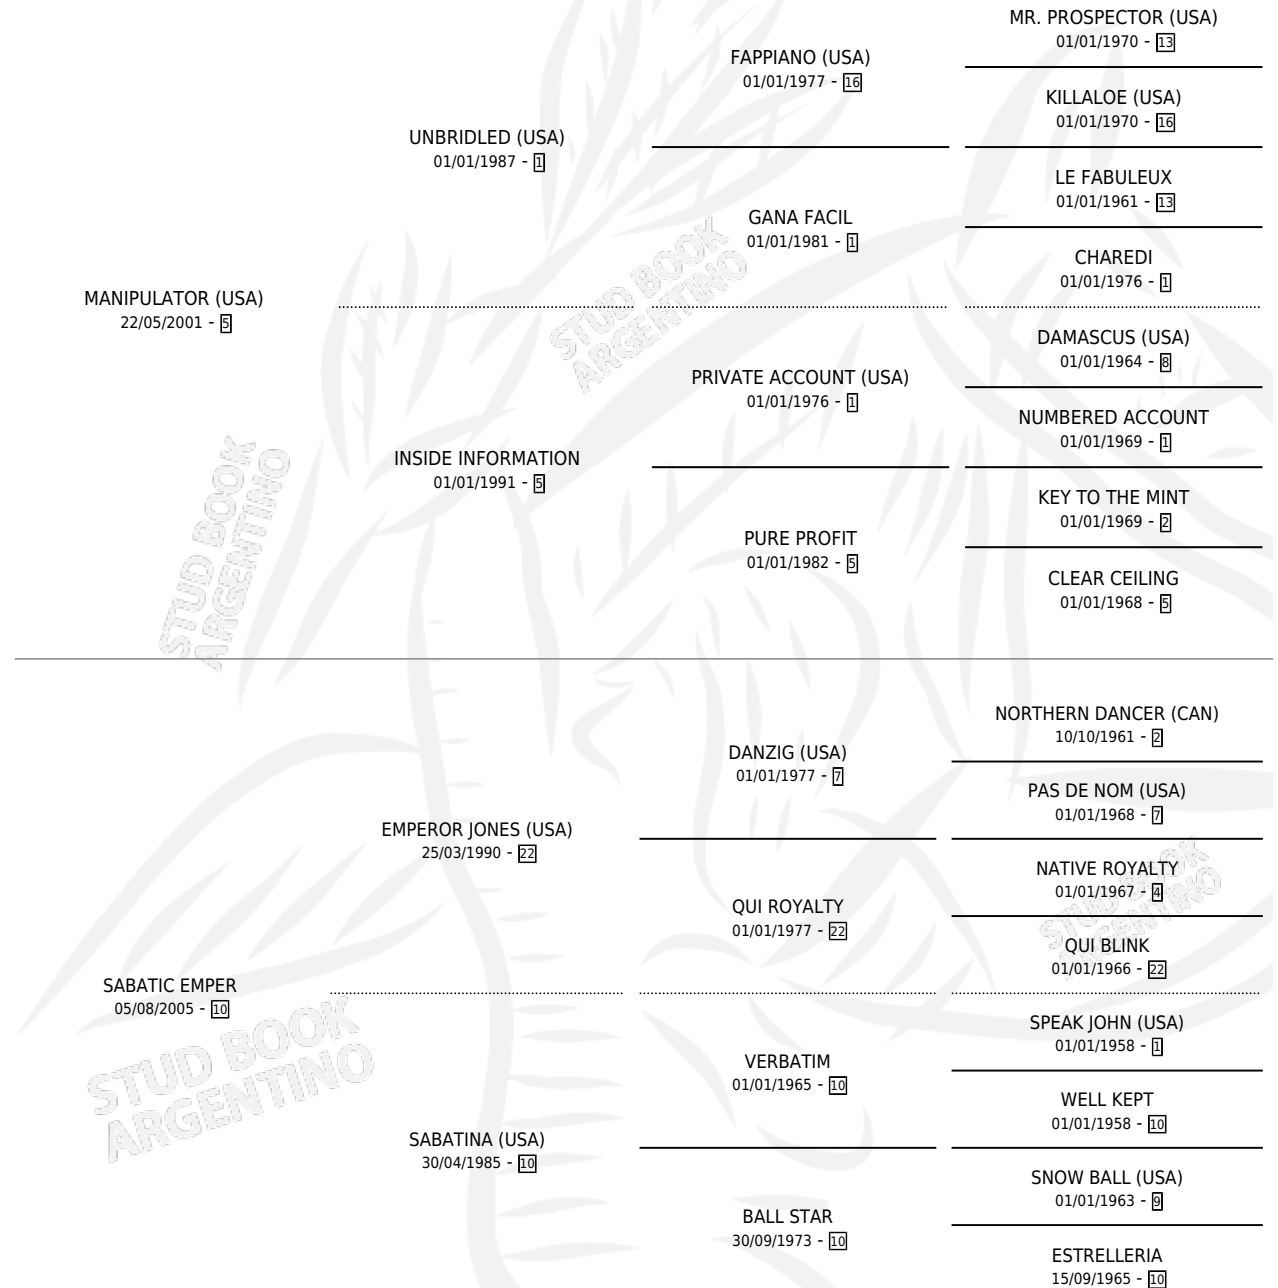 MR. PROSPECTOR (USA)
01/01/1970 - 13
FAPPIANO (USA)
01/01/1977 - 16
KILLALOE (USA)
01/01/1970 - 16
UNBRIDLED (USA)
01/01/1987 - 1
LE FABULEUX
01/01/1961 - 13
GANA FACIL
01/01/1981 - 1
CHAREDI
01/01/1976 - 1
MANIPULATOR (USA)
22/05/2001 - 5
DAMASCUS (USA)
01/01/1964 - 8
PRIVATE ACCOUNT (USA)
01/01/1976 - 1
NUMBERED ACCOUNT
01/01/1969 - 1
INSIDE INFORMATION
01/01/1991 - 5
KEY TO THE MINT
01/01/1969 - 2
PURE PROFIT
01/01/1982 - 5
CLEAR CEILING
01/01/1968 - 5
STUD BOOK
ARGENTINO
STUD BOOK
ARGENTINO
NORTHERN DANCER (CAN)
10/10/1961 - 2
DANZIG (USA)
01/01/1977 - 7
PAS DE NOM (USA)
01/01/1968 - 7
EMPEROR JONES (USA)
25/03/1990 - 22
NATIVE ROYALTY
01/01/1967 - 4
QUI ROYALTY
01/01/1977 - 22
QUI BLINK
01/01/1966 - 22
SABATIC EMPER
05/08/2005 - 10
SPEAK JOHN (USA)
01/01/1958 - 1
VERBATIM
01/01/1965 - 10
WELL KEPT
01/01/1958 - 10
SABATINA (USA)
30/04/1985 - 10
SNOW BALL (USA)
01/01/1963 - 9
BALL STAR
30/09/1973 - 10
ESTRELLERIA
15/09/1965 - 10
STUD BOOK
ARGENTINO
STUD BOOK
ARGENTINO